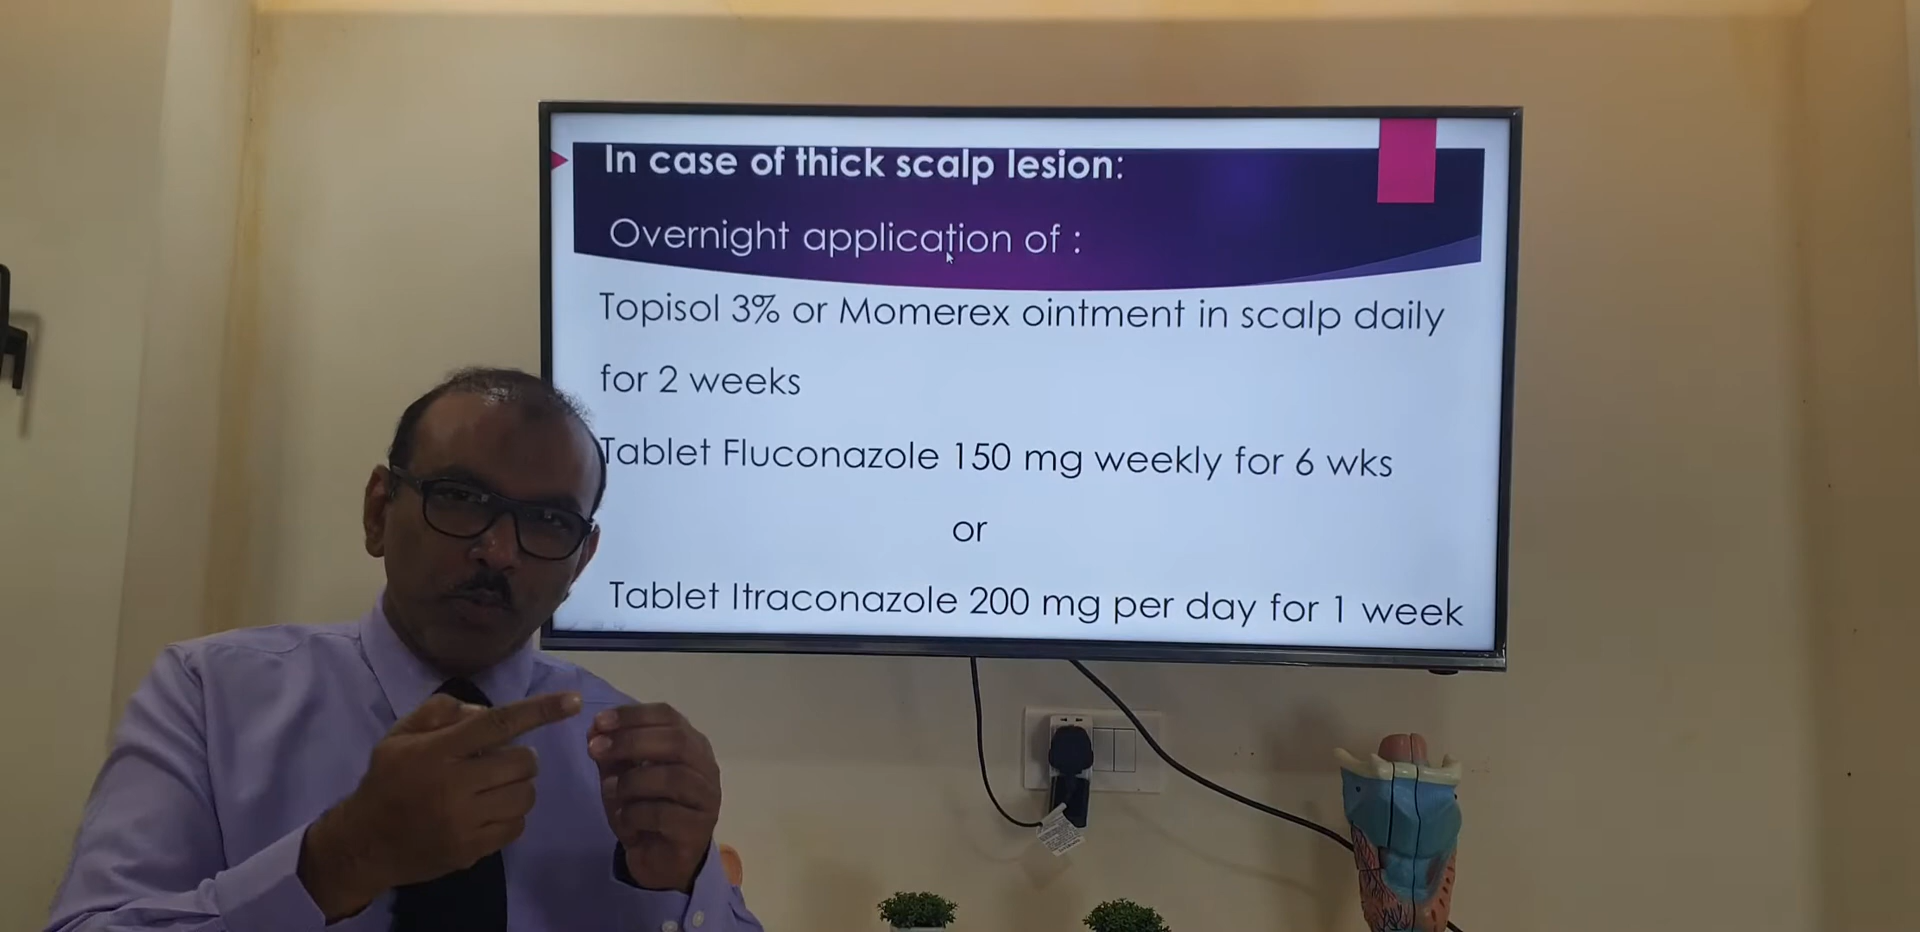 In case of thick scalp lesion:
Overnight application of :
Topisol 3% or Momerex ointment in scalp daily
for 2 weeks
Tablet Fluconazole 150 mg weekly for 6 wks
or
Tablet Itraconazole 200 mg per day for 1 week